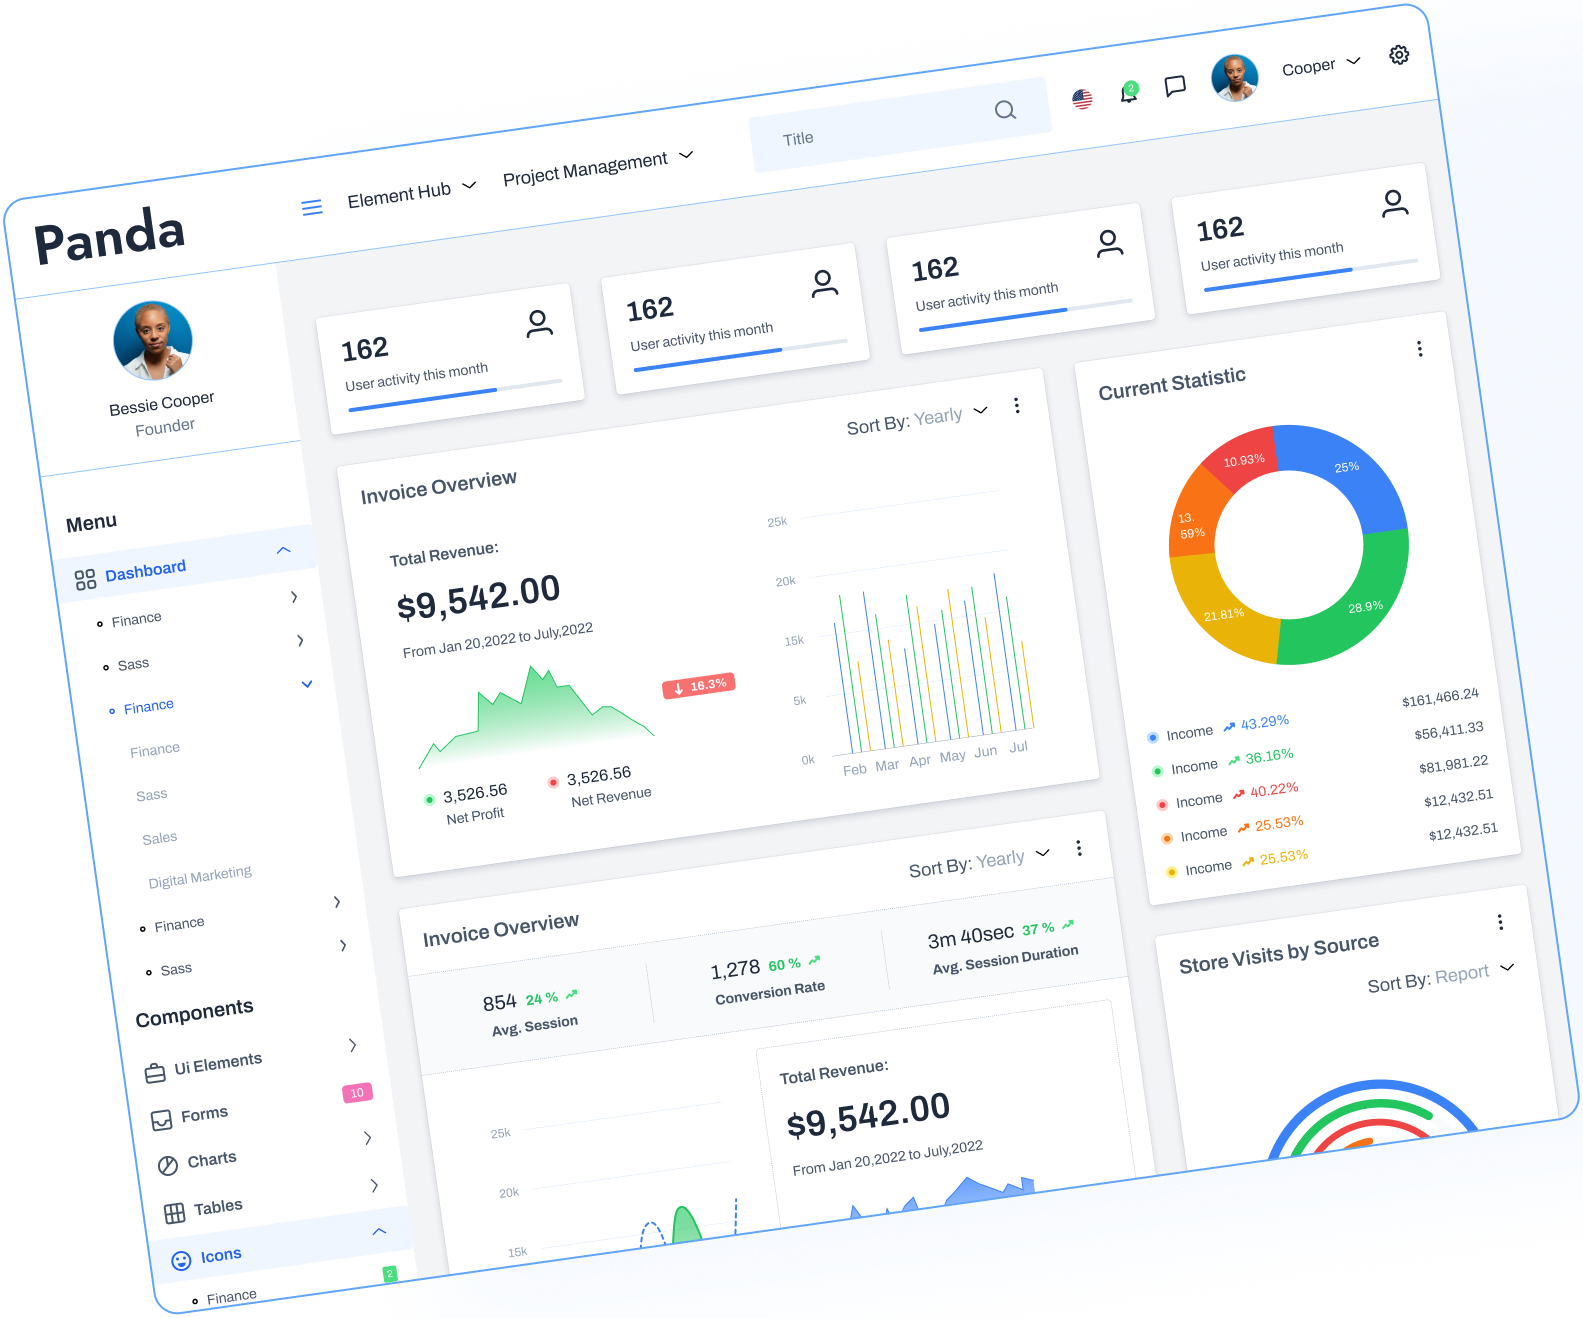 Panda
Element Hub
Project Management
Title
2
Cooper
Bessie Cooper
Founder
Menu
Dashboard
Finance
Sass
Finance
Finance
Sass
Sales
Digital Marketing
Finance
Sass
Components
Ui Elements
Forms
10
Charts
Tables
Icons
2
Finance
162
User activity this month
162
User activity this month
162
User activity this month
162
User activity this month
Invoice Overview
Sort By: Yearly
Total Revenue:
$9,542.00
From Jan 20,2022 to July,2022
16.3%
3,526.56
Net Profit
3,526.56
Net Revenue
25k
20k
15k
5k
0k
Feb Mar Apr May Jun Jul
Current Statistic
10.93%
25%
13.
59%
21.81%
28.9%
Income 43.29% $161,466.24
Income 36.16% $56,411.33
Income 40.22% $81,981.22
Income 25.53% $12,432.51
Income 25.53% $12,432.51
Invoice Overview
Sort By: Yearly
854 24 %
Avg. Session
1,278 60 %
Conversion Rate
3m 40sec 37 %
Avg. Session Duration
25k
20k
15k
Total Revenue:
$9,542.00
From Jan 20,2022 to July,2022
Store Visits by Source
Sort By: Report